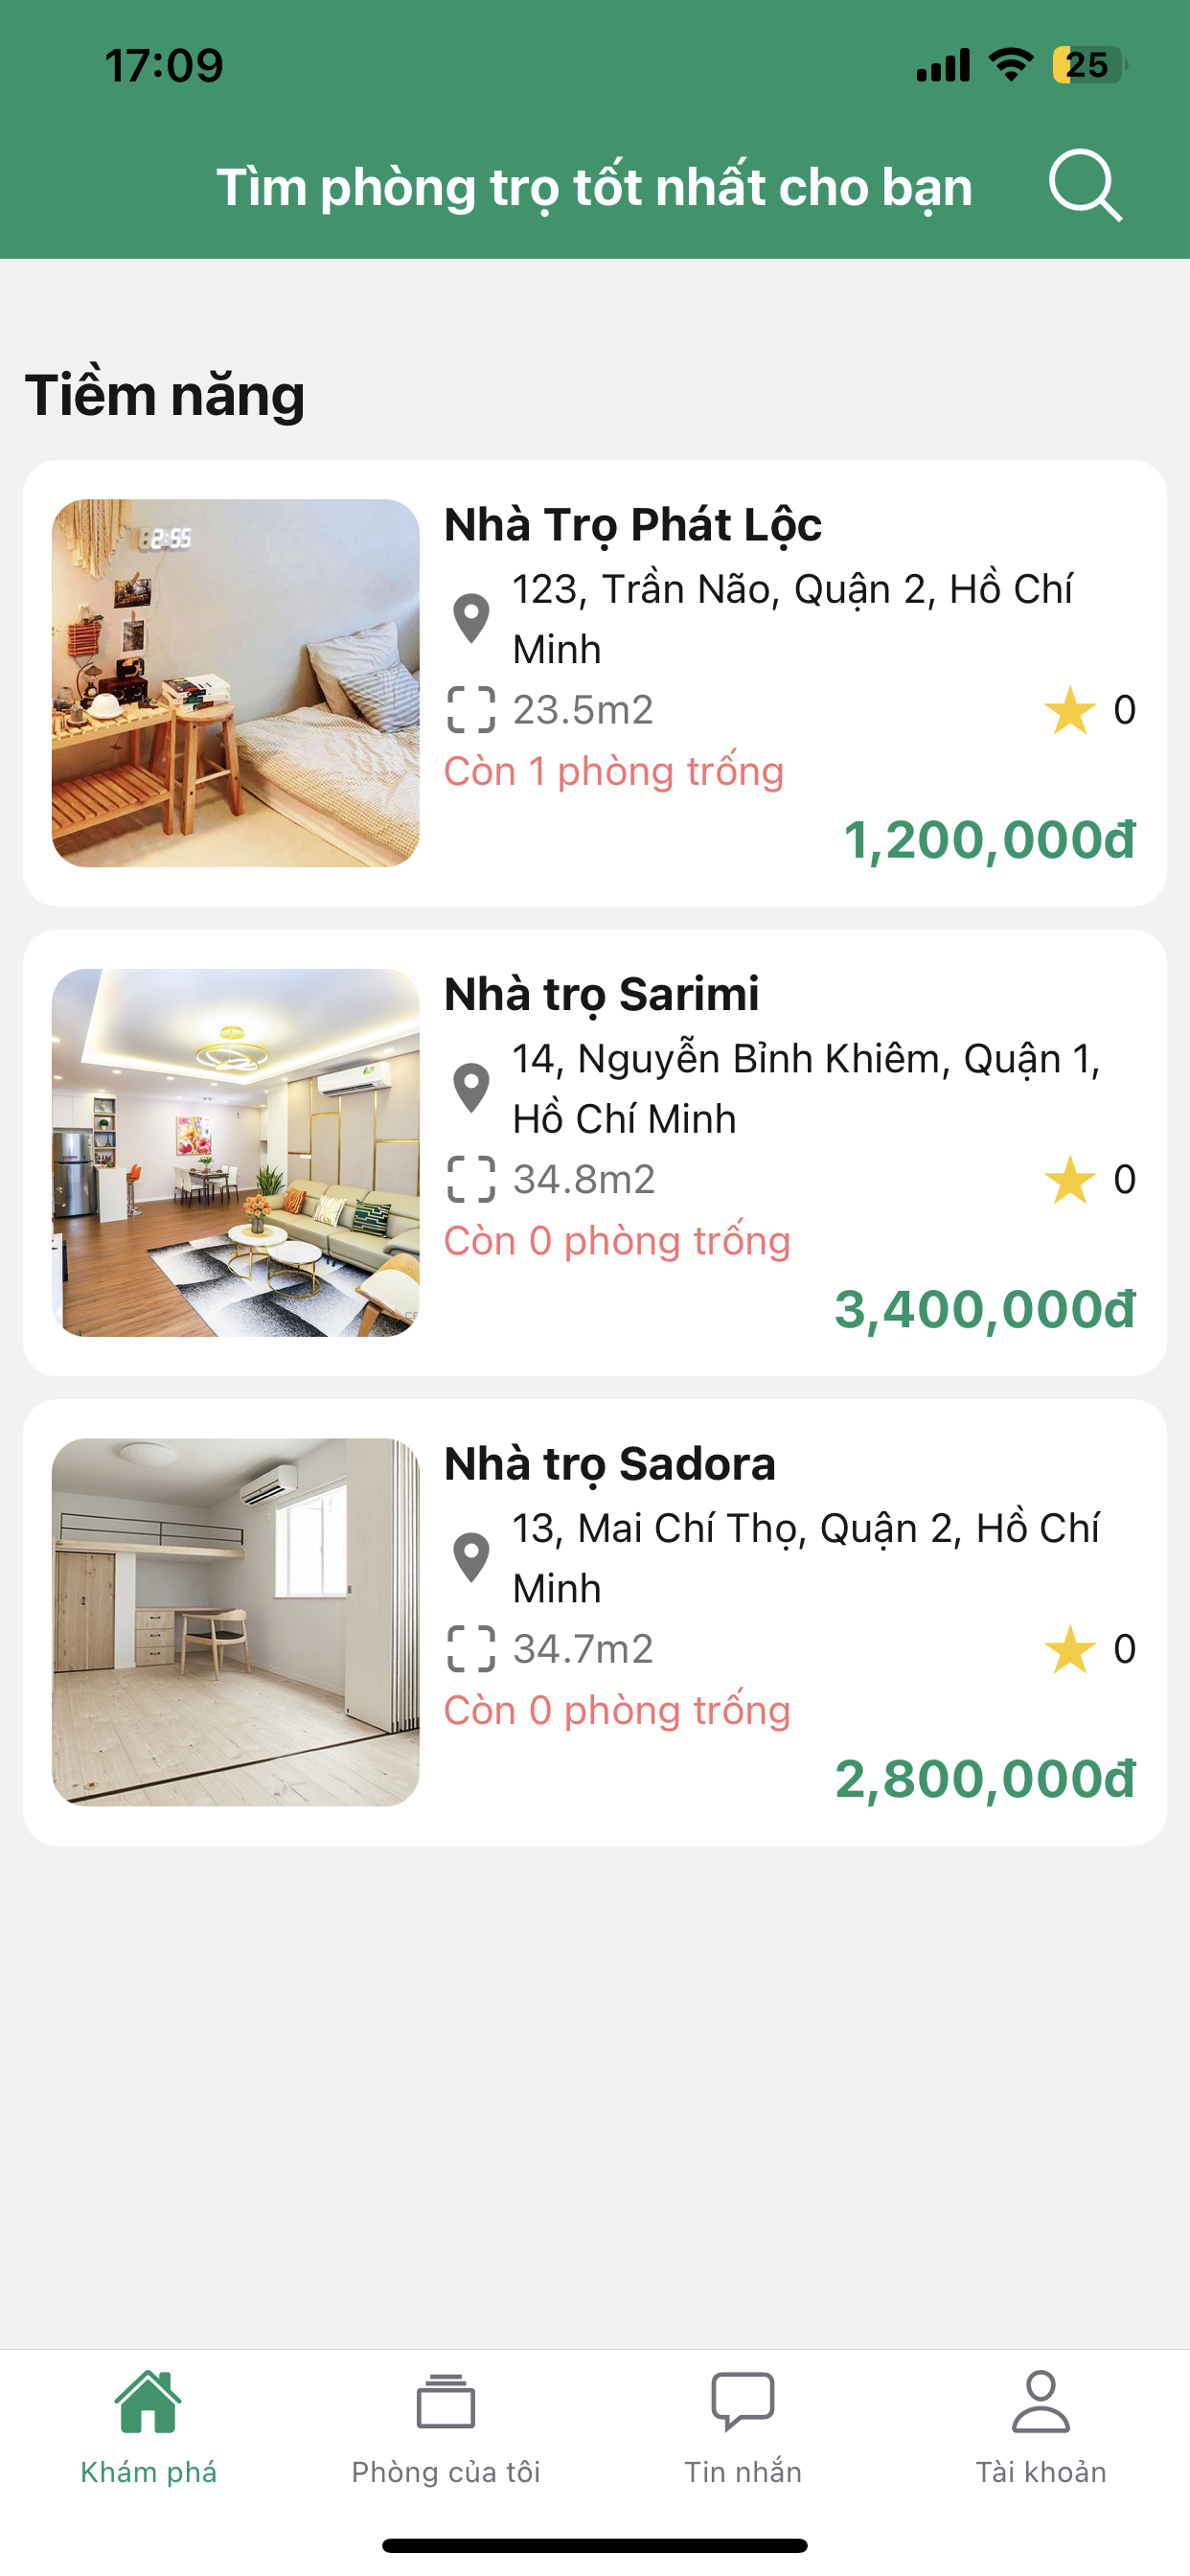 17:09
25
Tìm phòng trọ tốt nhất cho bạn
Tiềm năng
2:55
Nhà Trọ Phát Lộc
123, Trần Não, Quận 2, Hồ Chí
Minh
23.5m2
0
Còn 1 phòng trống
1,200,000đ
Nhà trọ Sarimi
14, Nguyễn Bỉnh Khiêm, Quận 1,
Hồ Chí Minh
34.8m2
0
Còn 0 phòng trống
3,400,000đ
Nhà trọ Sadora
13, Mai Chí Thọ, Quận 2, Hồ Chí
Minh
34.7m2
0
Còn 0 phòng trống
2,800,000đ
Khám phá
Phòng của tôi
Tin nhắn
Tài khoản